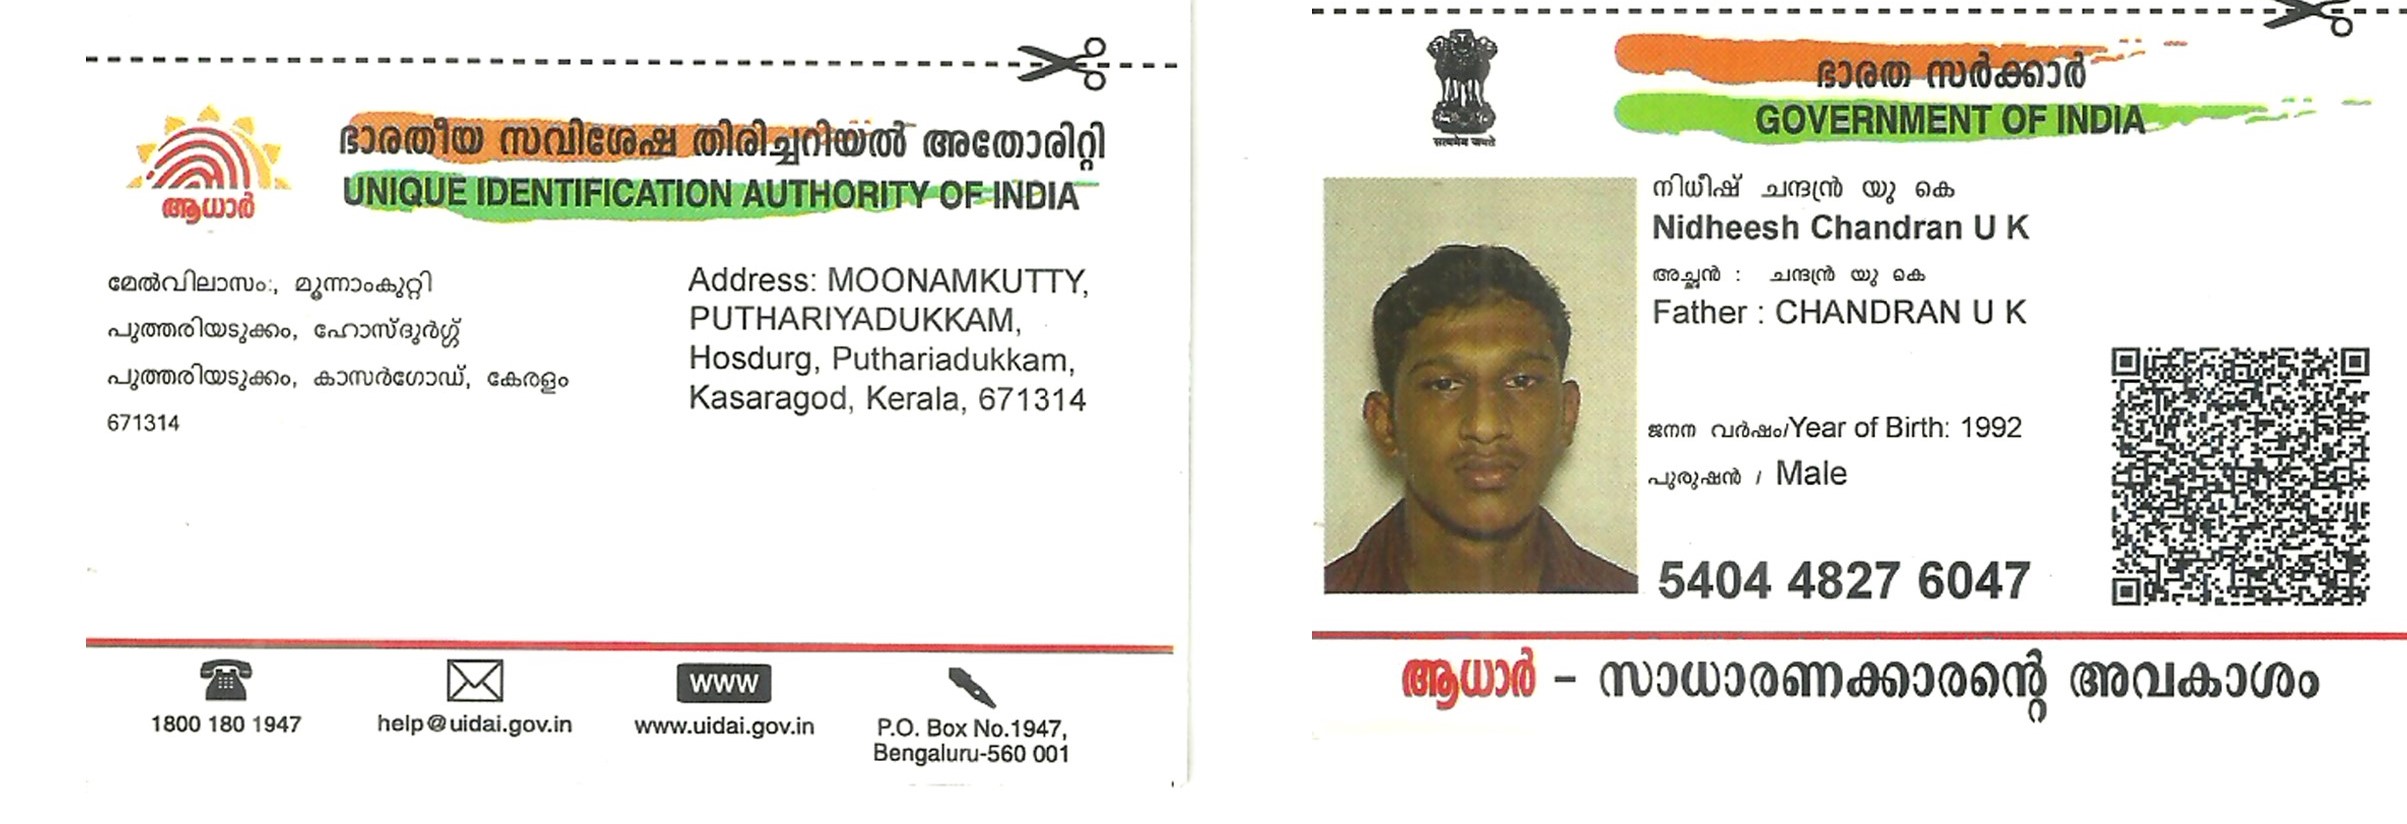 ഭാരതീയ സവിശേഷ തിരിച്ചറിയൽ അതോരിറ്റി
UNIQUE IDENTIFICATION AUTHORITY OF INDIA
ആധാർ
മേൽവിലാസം:, മൂന്നാംകുറ്റി
പുത്തരിയടുക്കം, ഹോസ്ദുർഗ്ഗ്
പുത്തരിയടുക്കം, കാസർഗോഡ്, കേരളം
671314
Address: MOONAMKUTTY,
PUTHARIYADUKKAM,
Hosdurg, Puthariadukkam,
Kasaragod, Kerala, 671314
1800 180 1947
help@uidai.gov.in
www
www.uidai.gov.in
P.O. Box No.1947,
Bengaluru-560 001
सत्यमेव जयते
ഭാരത സർക്കാർ
GOVERNMENT OF INDIA
നിധീഷ് ചന്ദ്രൻ യു കെ
Nidheesh Chandran U K
അച്ഛൻ : ചന്ദ്രൻ യു കെ
Father : CHANDRAN U K
ജനന വർഷം/Year of Birth: 1992
പുരുഷൻ / Male
5404 4827 6047
ആധാർ - സാധാരണക്കാരന്റെ അവകാശം